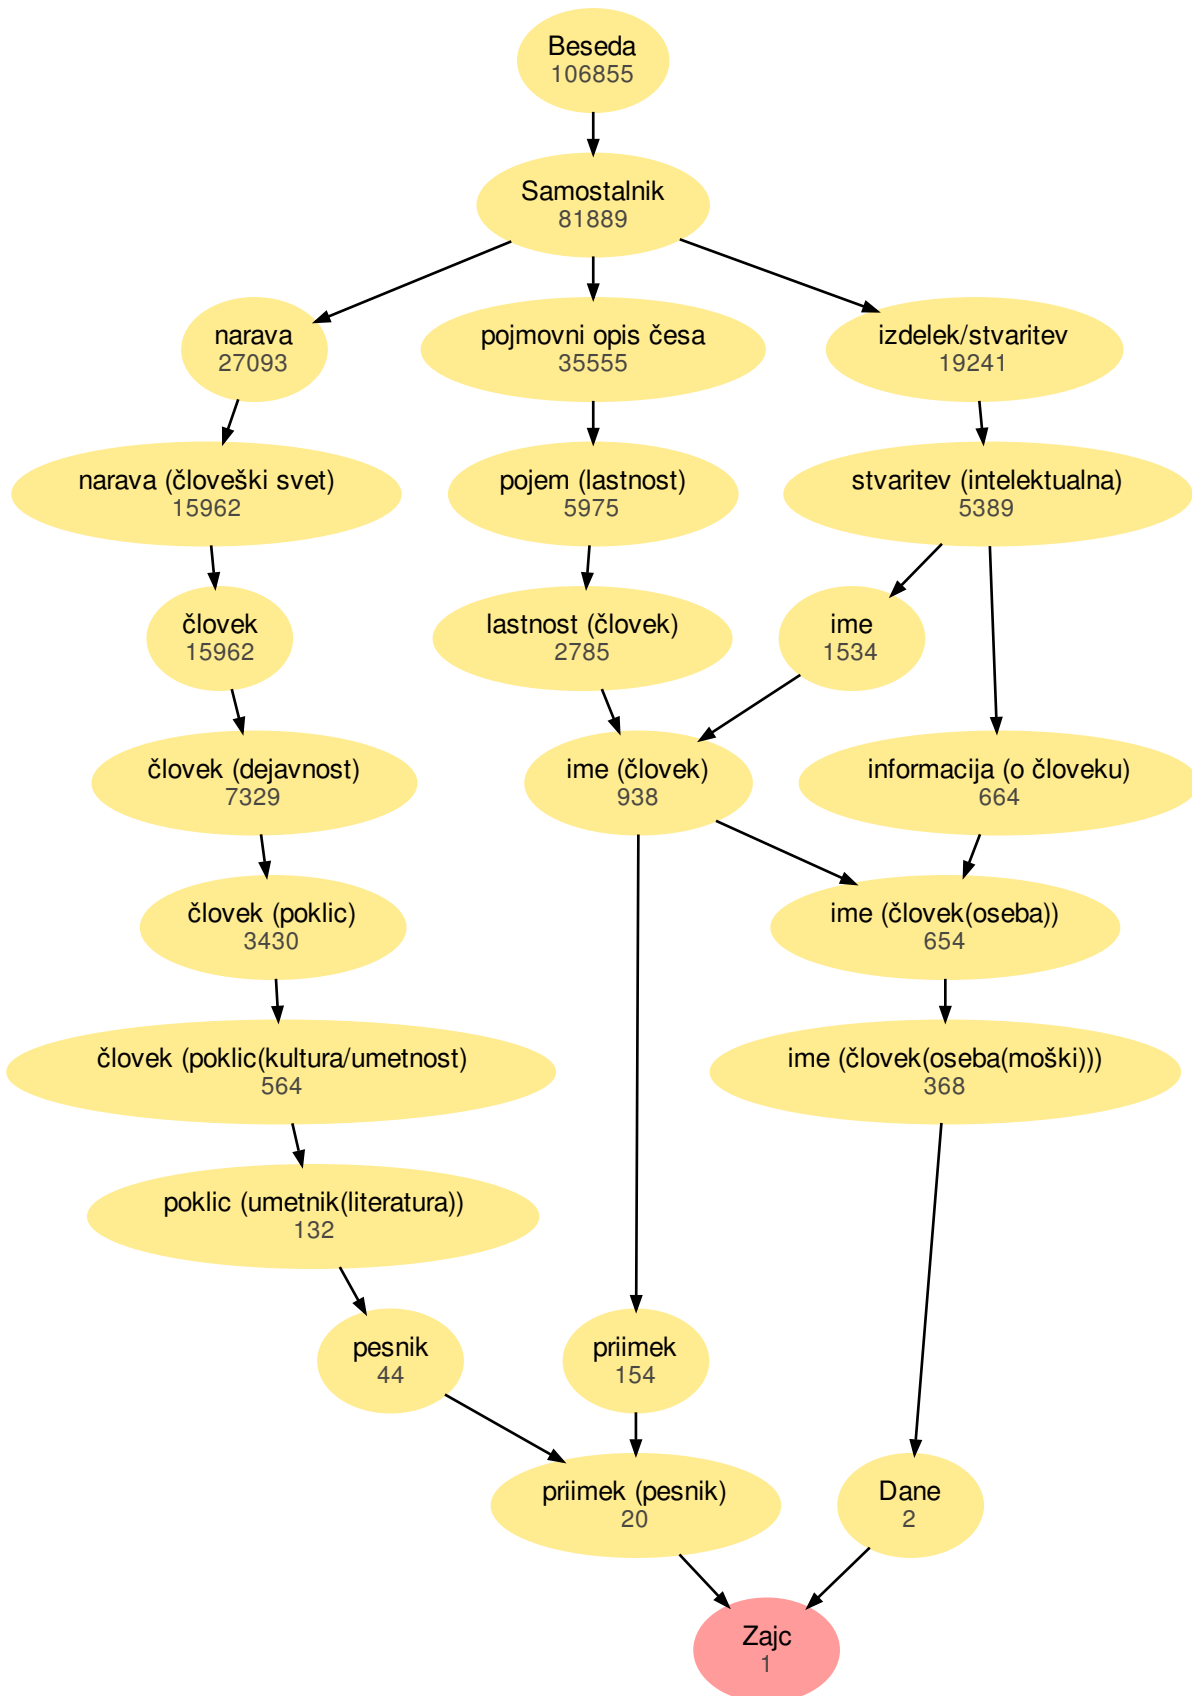 Beseda
106855
Samostalnik
81889
narava
27093
pojmovni opis česa
35555
izdelek/stvaritev
19241
narava (človeški svet)
15962
pojem (lastnost)
5975
stvaritev (intelektualna)
5389
človek
15962
lastnost (človek)
2785
ime
1534
človek (dejavnost)
7329
ime (človek)
938
informacija (o človeku)
664
človek (poklic)
3430
ime (človek(oseba))
654
človek (poklic(kultura/umetnost)
564
ime (človek(oseba(moški)))
368
poklic (umetnik(literatura))
132
pesnik
44
priimek
154
priimek (pesnik)
20
Dane
2
Zajc
1